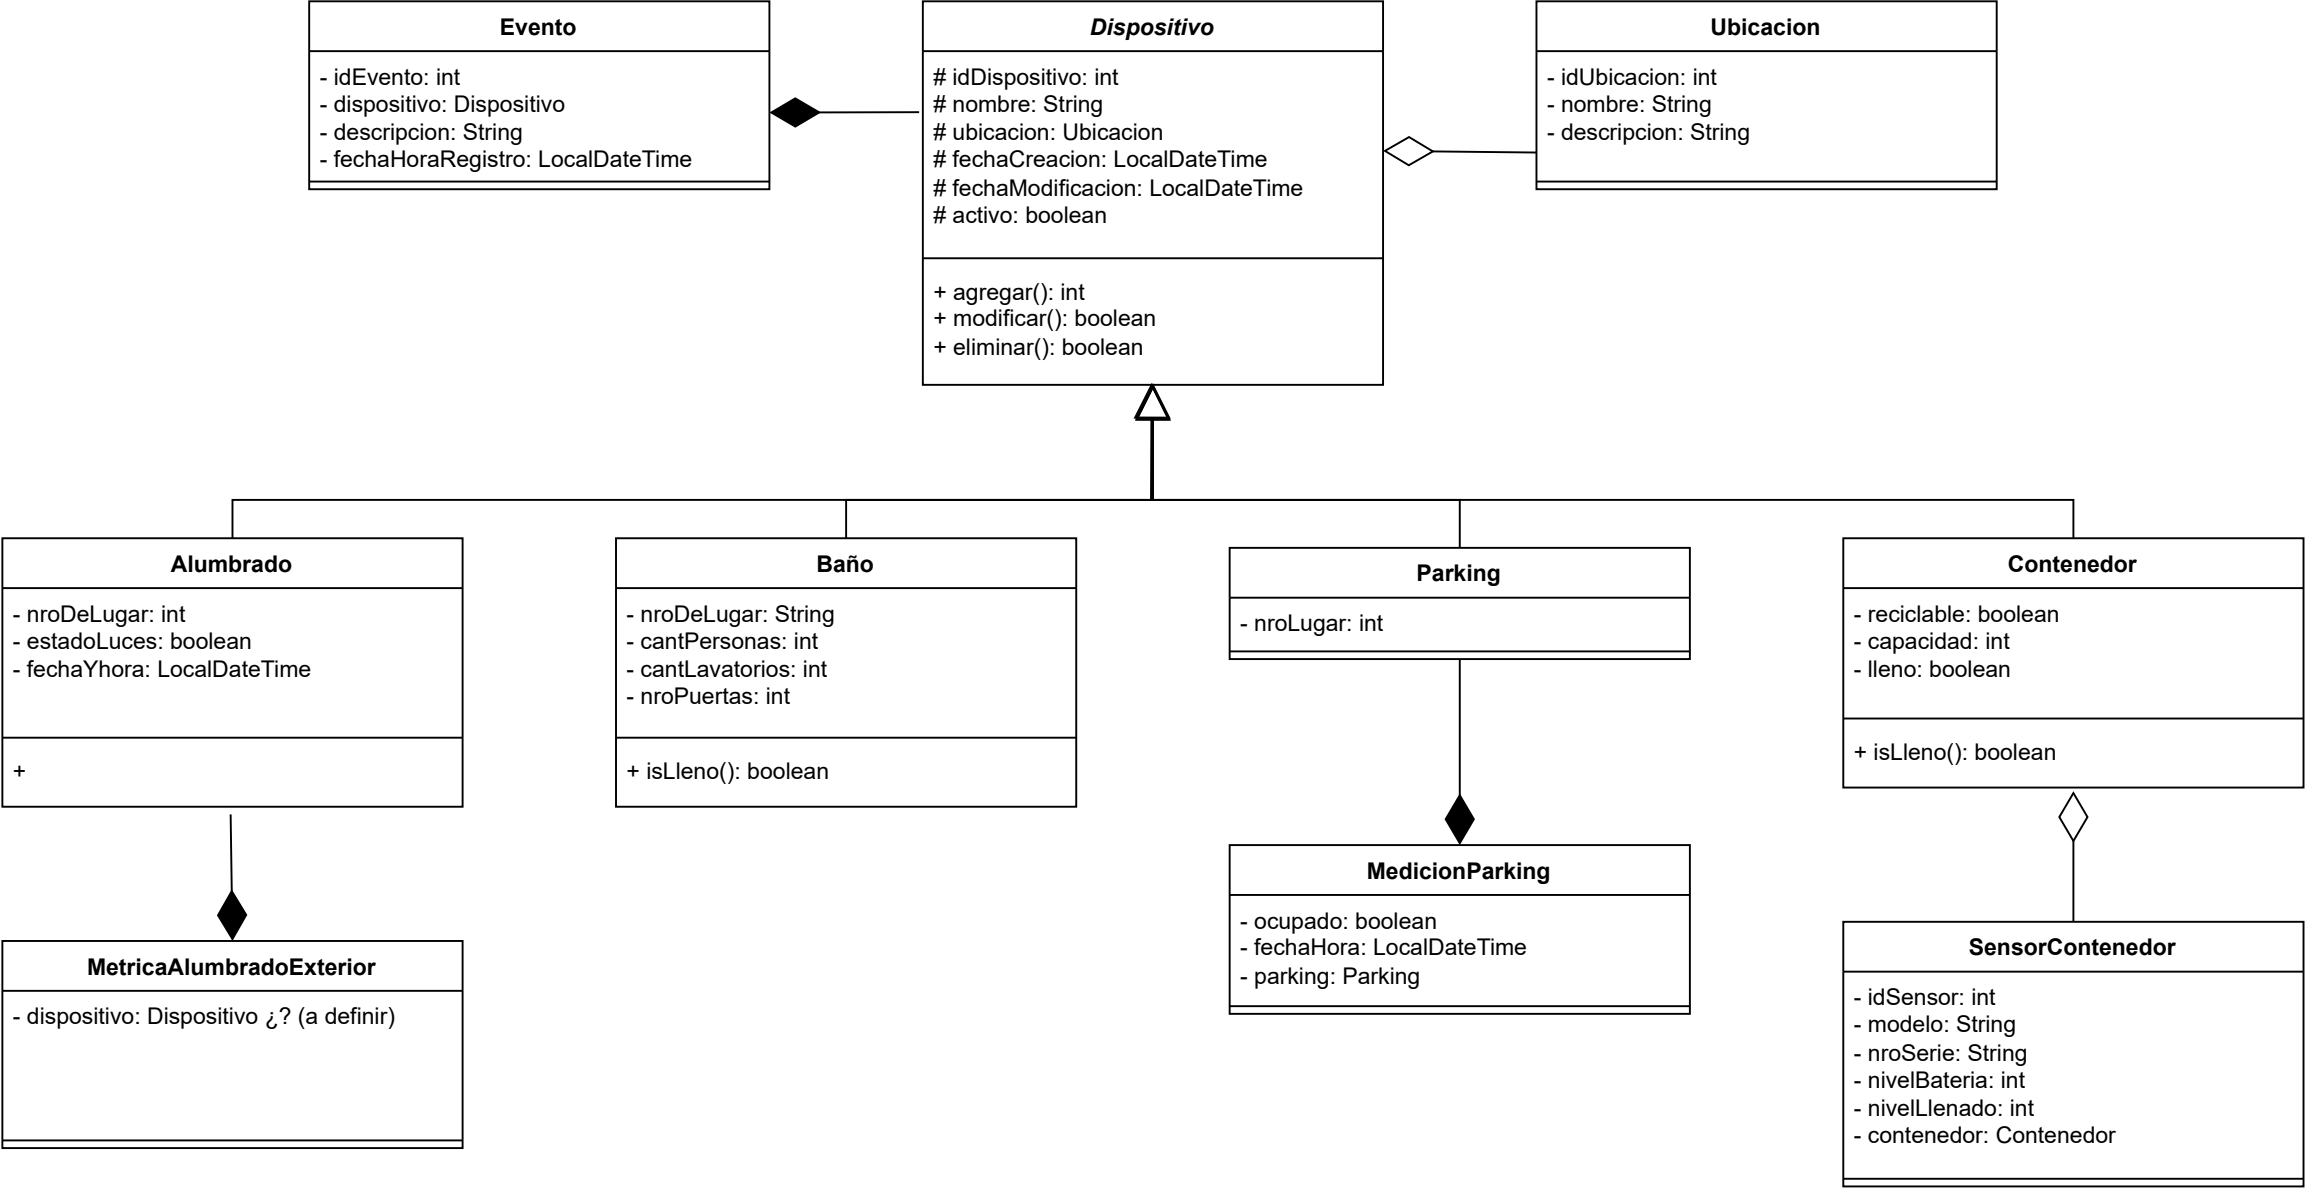 Evento
- idEvento: int
- dispositivo: Dispositivo
- descripcion: String
- fechaHoraRegistro: LocalDateTime
Dispositivo
# idDispositivo: int
# nombre: String
# ubicacion: Ubicacion
# fechaCreacion: LocalDateTime
# fechaModificacion: LocalDateTime
# activo: boolean
+ agregar(): int
+ modificar(): boolean
+ eliminar(): boolean
Ubicacion
- idUbicacion: int
- nombre: String
- descripcion: String
Alumbrado
- nroDeLugar: int
- estadoLuces: boolean
- fechaYhora: LocalDateTime
+
Baño
- nroDeLugar: String
- cantPersonas: int
- cantLavatorios: int
- nroPuertas: int
+ isLleno(): boolean
Parking
- nroLugar: int
Contenedor
- reciclable: boolean
- capacidad: int
- lleno: boolean
+ isLleno(): boolean
MetricaAlumbradoExterior
- dispositivo: Dispositivo ¿? (a definir)
MedicionParking
- ocupado: boolean
- fechaHora: LocalDateTime
- parking: Parking
SensorContenedor
- idSensor: int
- modelo: String
- nroSerie: String
- nivelBateria: int
- nivelLlenado: int
- contenedor: Contenedor